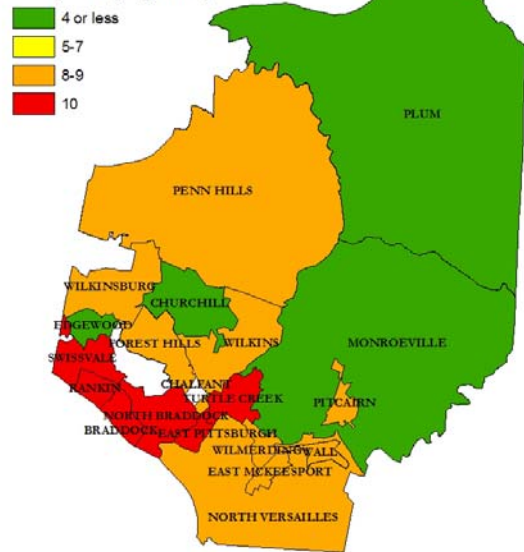 4 or less
5-7
8-9
10
PLUM
PENN HILLS
WILKINSBURG
CHURCHILL
EDGEWOOD
FOREST HILLS
WILKINS
MONROEVILLE
SWISSVALE
CHALFANT
RANKIN
TURTLE CREEK
PITCAIRN
NORTH BRADDOCK
BRADDOCK
EAST PITTSBURGH
WILMERDING
WALL
EAST MCKEESPORT
NORTH VERSAILLES